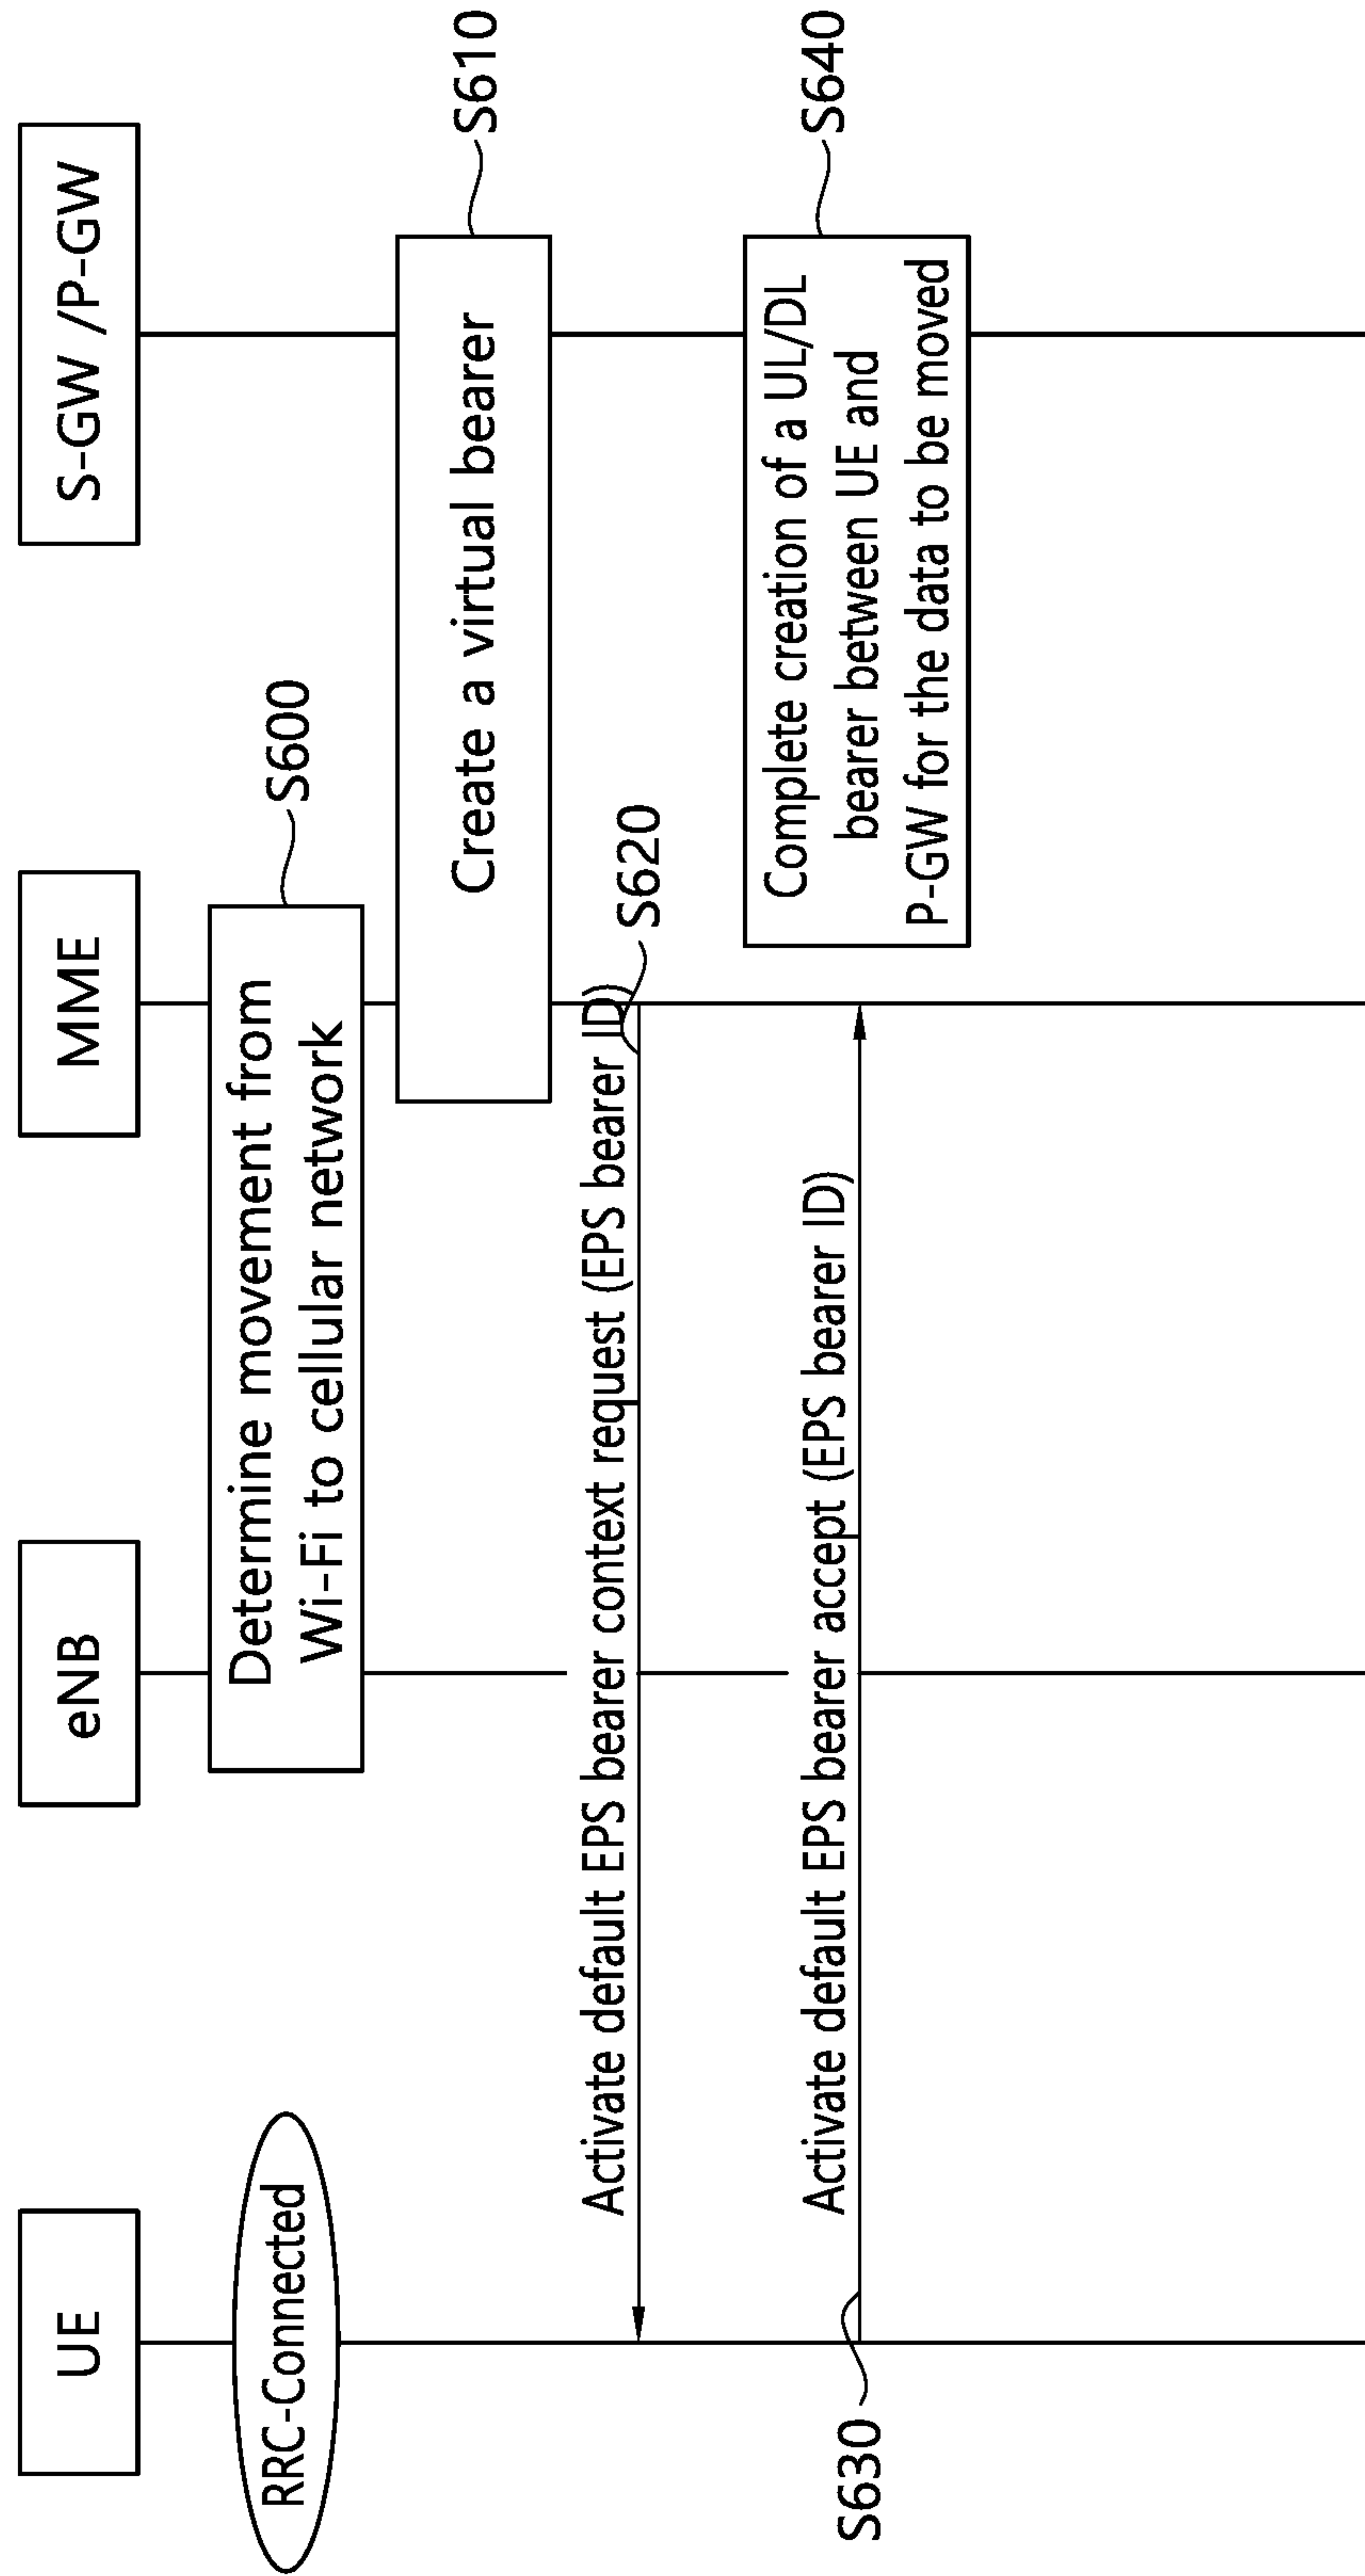 UE
eNB
MME
S-GW /P-GW
RRC-Connected
Determine movement from
Wi-Fi to cellular network
S600
Create a virtual bearer
S610
Activate default EPS bearer context request (EPS bearer ID)
S620
S630
Activate default EPS bearer accept (EPS bearer ID)
Complete creation of a UL/DL
bearer between UE and
P-GW for the data to be moved
S640